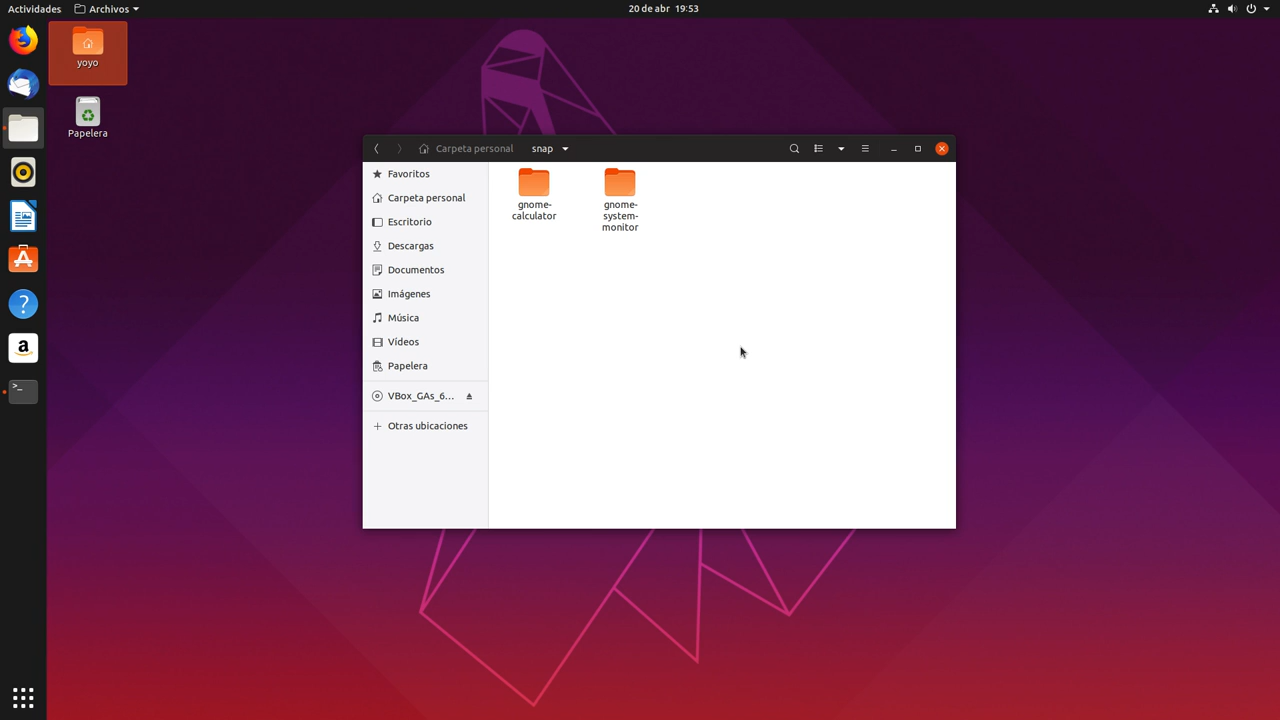 Actividades
Archivos
20 de abr 19:53
yoyo
Papelera
Carpeta personal
snap
Favoritos
Carpeta personal
Escritorio
Descargas
Documentos
Imágenes
Música
Vídeos
Papelera
VBox_GAs_6...
Otras ubicaciones
gnome-
calculator
gnome-
system-
monitor
?
a
>_